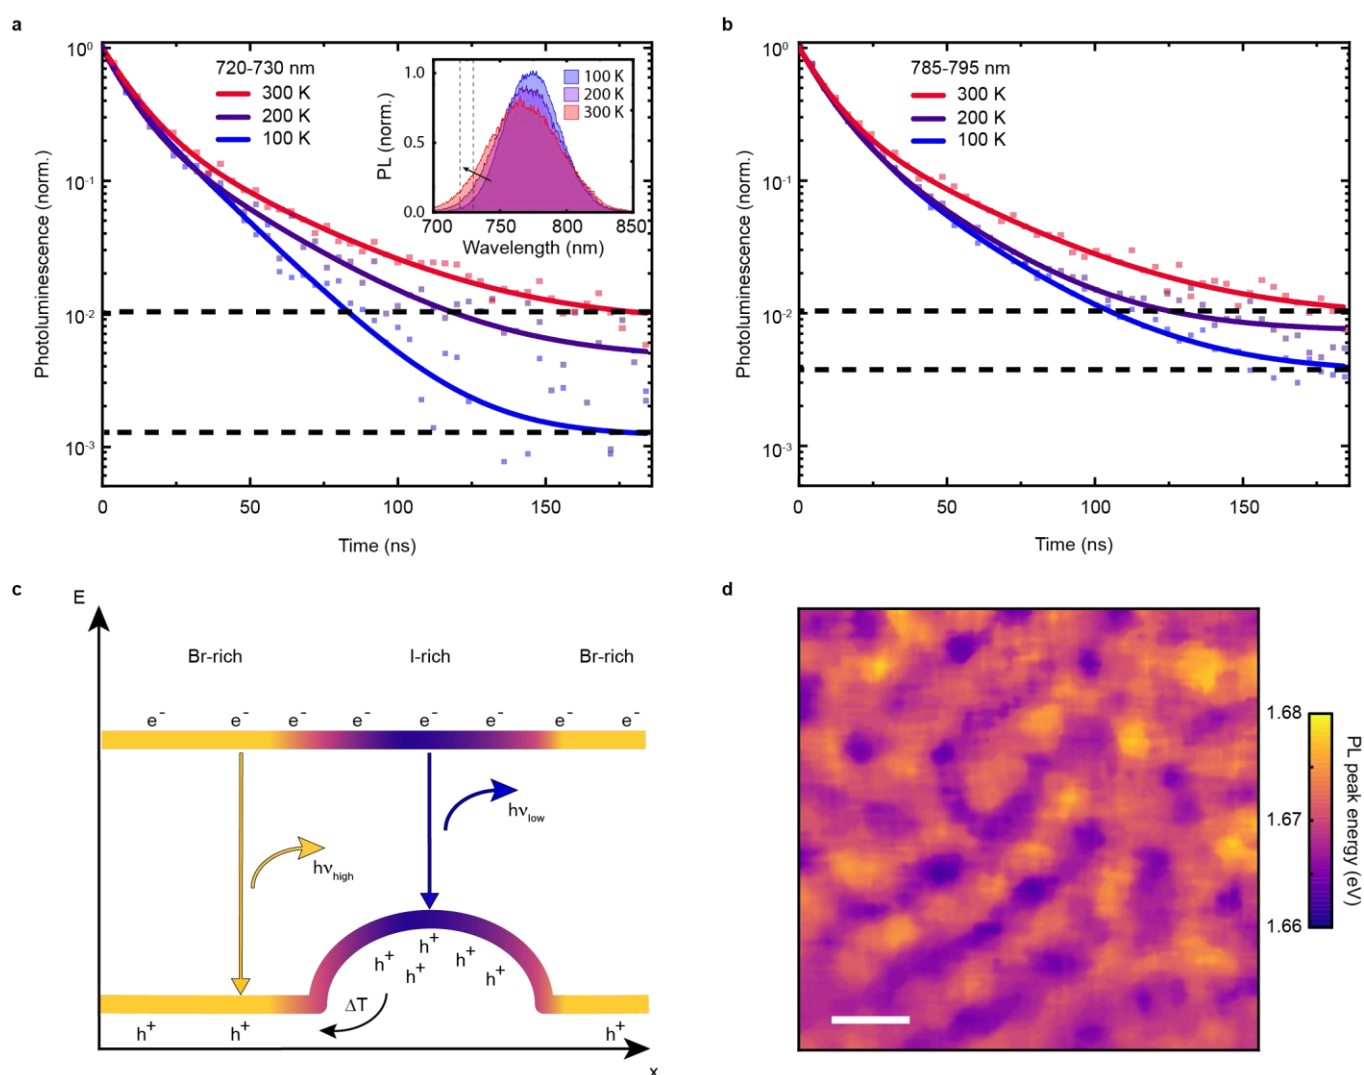 a
10⁰
10⁻¹
10⁻²
10⁻³
Photoluminescence (norm.)
720-730 nm
300 K
200 K
100 K
1.0
0.5
0.0
PL (norm.)
100 K
200 K
300 K
700 750 800 850
Wavelength (nm)
0 50 100 150
Time (ns)
b
10⁰
10⁻¹
10⁻²
10⁻³
Photoluminescence (norm.)
785-795 nm
300 K
200 K
100 K
0 50 100 150
Time (ns)
c
E
Br-rich I-rich Br-rich
e⁻ e⁻ e⁻ e⁻ e⁻ e⁻ e⁻ e⁻
hν_low
hν_high
h⁺
h⁺ h⁺
h⁺ h⁺
ΔT
h⁺ h⁺ h⁺
x
d
1.68
1.67
1.66
PL peak energy (eV)